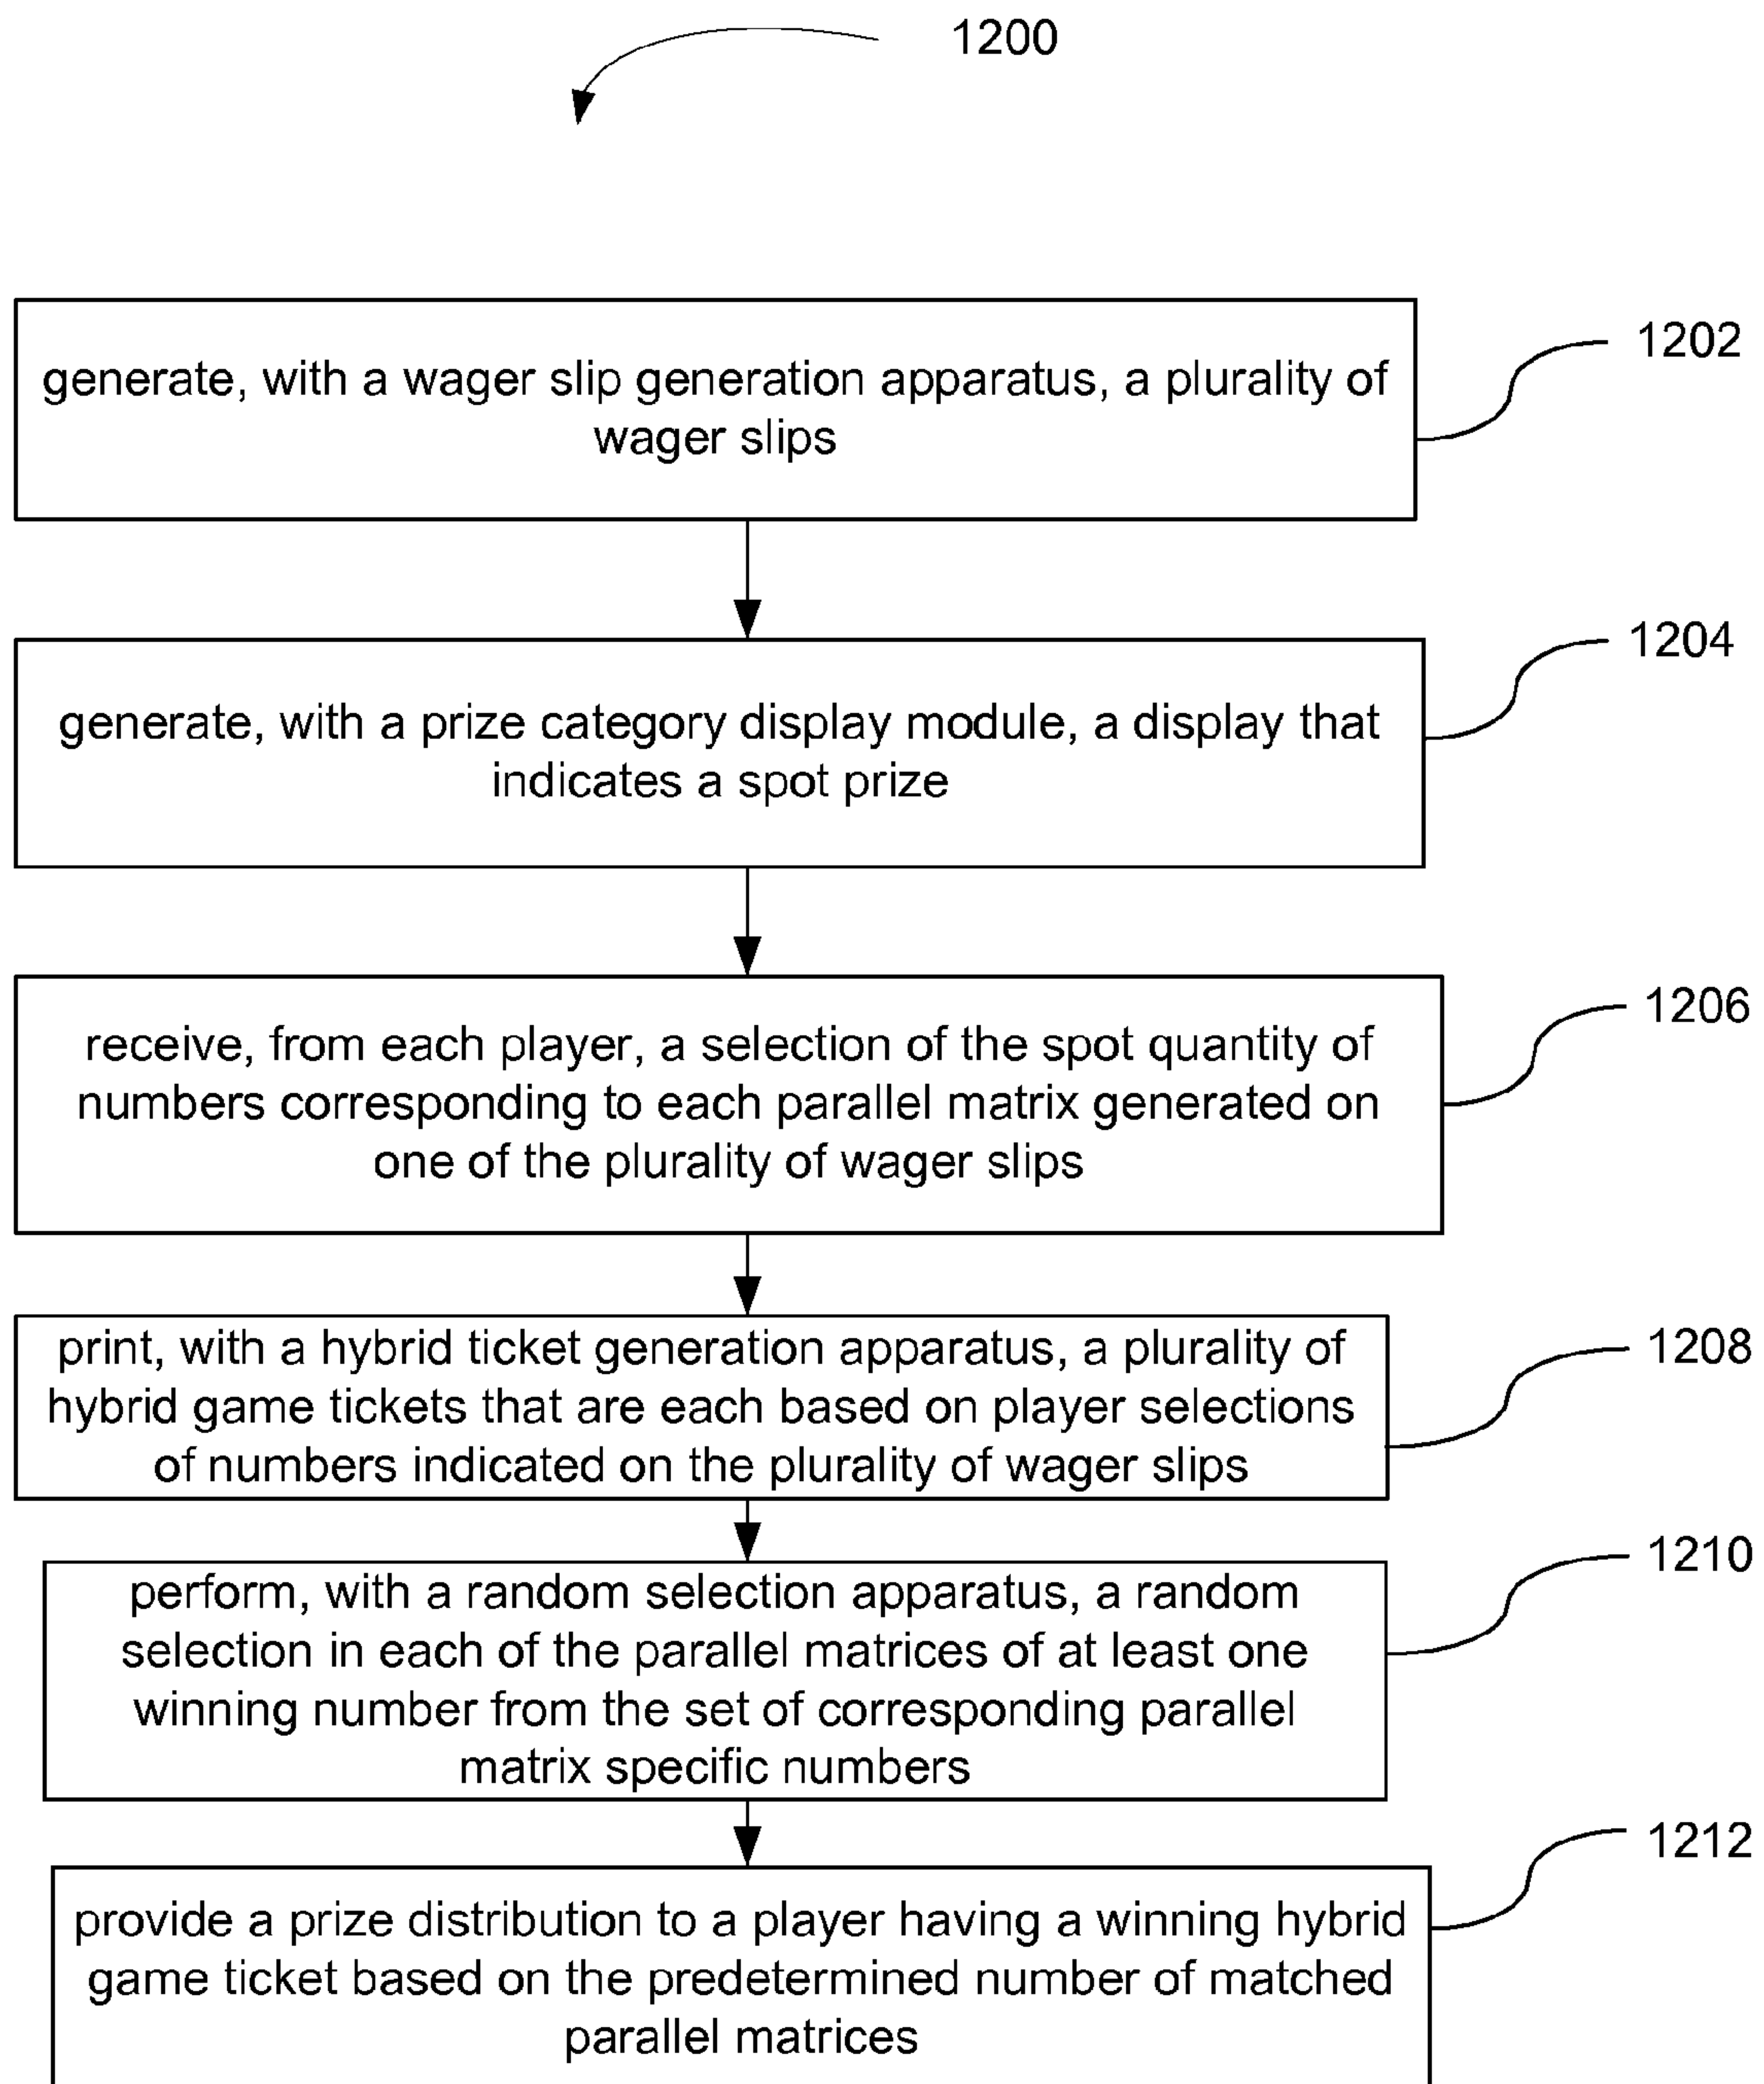 1200
generate, with a wager slip generation apparatus, a plurality of
wager slips
1202
generate, with a prize category display module, a display that
indicates a spot prize
1204
receive, from each player, a selection of the spot quantity of
numbers corresponding to each parallel matrix generated on
one of the plurality of wager slips
1206
print, with a hybrid ticket generation apparatus, a plurality of
hybrid game tickets that are each based on player selections
of numbers indicated on the plurality of wager slips
1208
perform, with a random selection apparatus, a random
selection in each of the parallel matrices of at least one
winning number from the set of corresponding parallel
matrix specific numbers
1210
provide a prize distribution to a player having a winning hybrid
game ticket based on the predetermined number of matched
parallel matrices
1212